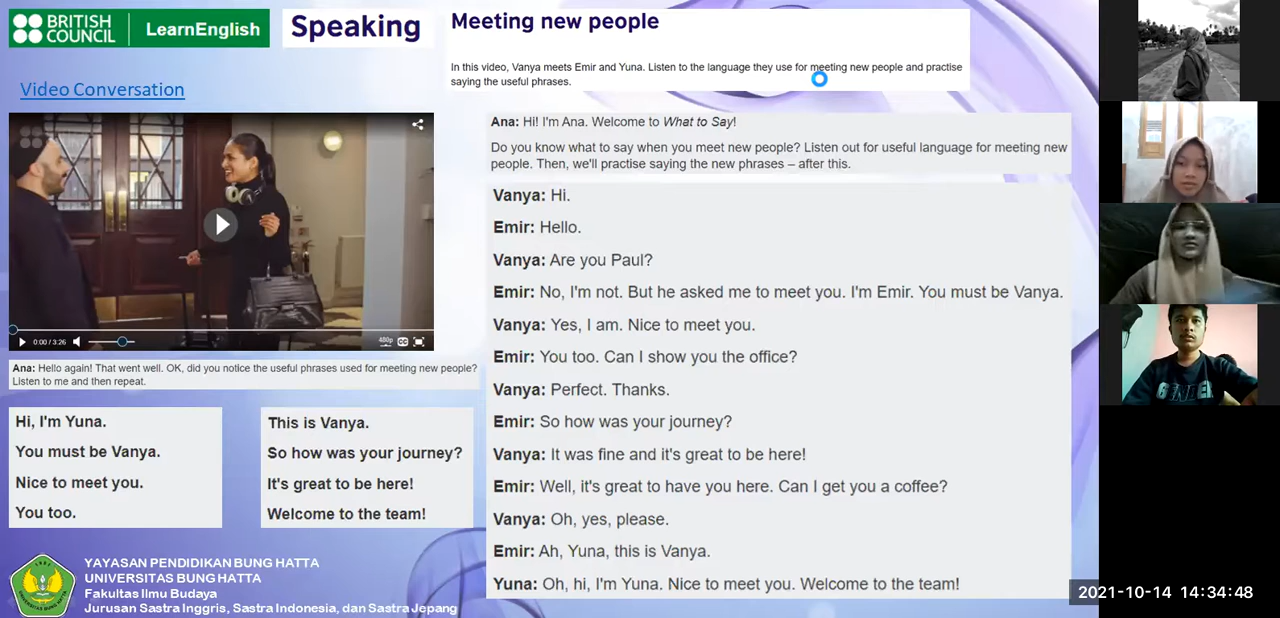 BRITISH
COUNCIL
LearnEnglish
Speaking
Meeting new people
In this video, Vanya meets Emir and Yuna. Listen to the language they use for meeting new people and practise
saying the useful phrases.
Video Conversation
0:00 / 3:26
480p
CC
Ana: Hello again! That went well. OK, did you notice the useful phrases used for meeting new people?
Listen to me and then repeat.
Hi, I'm Yuna.
You must be Vanya.
Nice to meet you.
You too.
This is Vanya.
So how was your journey?
It's great to be here!
Welcome to the team!
Ana: Hi! I'm Ana. Welcome to What to Say!
Do you know what to say when you meet new people? Listen out for useful language for meeting new
people. Then, we'll practise saying the new phrases – after this.
Vanya: Hi.
Emir: Hello.
Vanya: Are you Paul?
Emir: No, I'm not. But he asked me to meet you. I'm Emir. You must be Vanya.
Vanya: Yes, I am. Nice to meet you.
Emir: You too. Can I show you the office?
Vanya: Perfect. Thanks.
Emir: So how was your journey?
Vanya: It was fine and it's great to be here!
Emir: Well, it's great to have you here. Can I get you a coffee?
Vanya: Oh, yes, please.
Emir: Ah, Yuna, this is Vanya.
Yuna: Oh, hi, I'm Yuna. Nice to meet you. Welcome to the team!
YAYASAN PENDIDIKAN BUNG HATTA
UNIVERSITAS BUNG HATTA
Fakultas Ilmu Budaya
Jurusan Sastra Inggris, Sastra Indonesia, dan Sastra Jepang
GENDER
2021-10-14 14:34:48